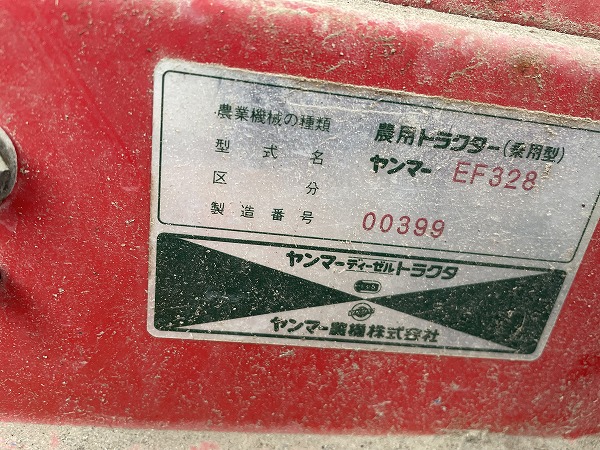 農業機械の種類 農用トラクター(乗用型)
型式名 ヤンマー EF328
区分
製造番号 00399
ヤンマーディーゼルトラクタ
ヤンマー農機株式会社